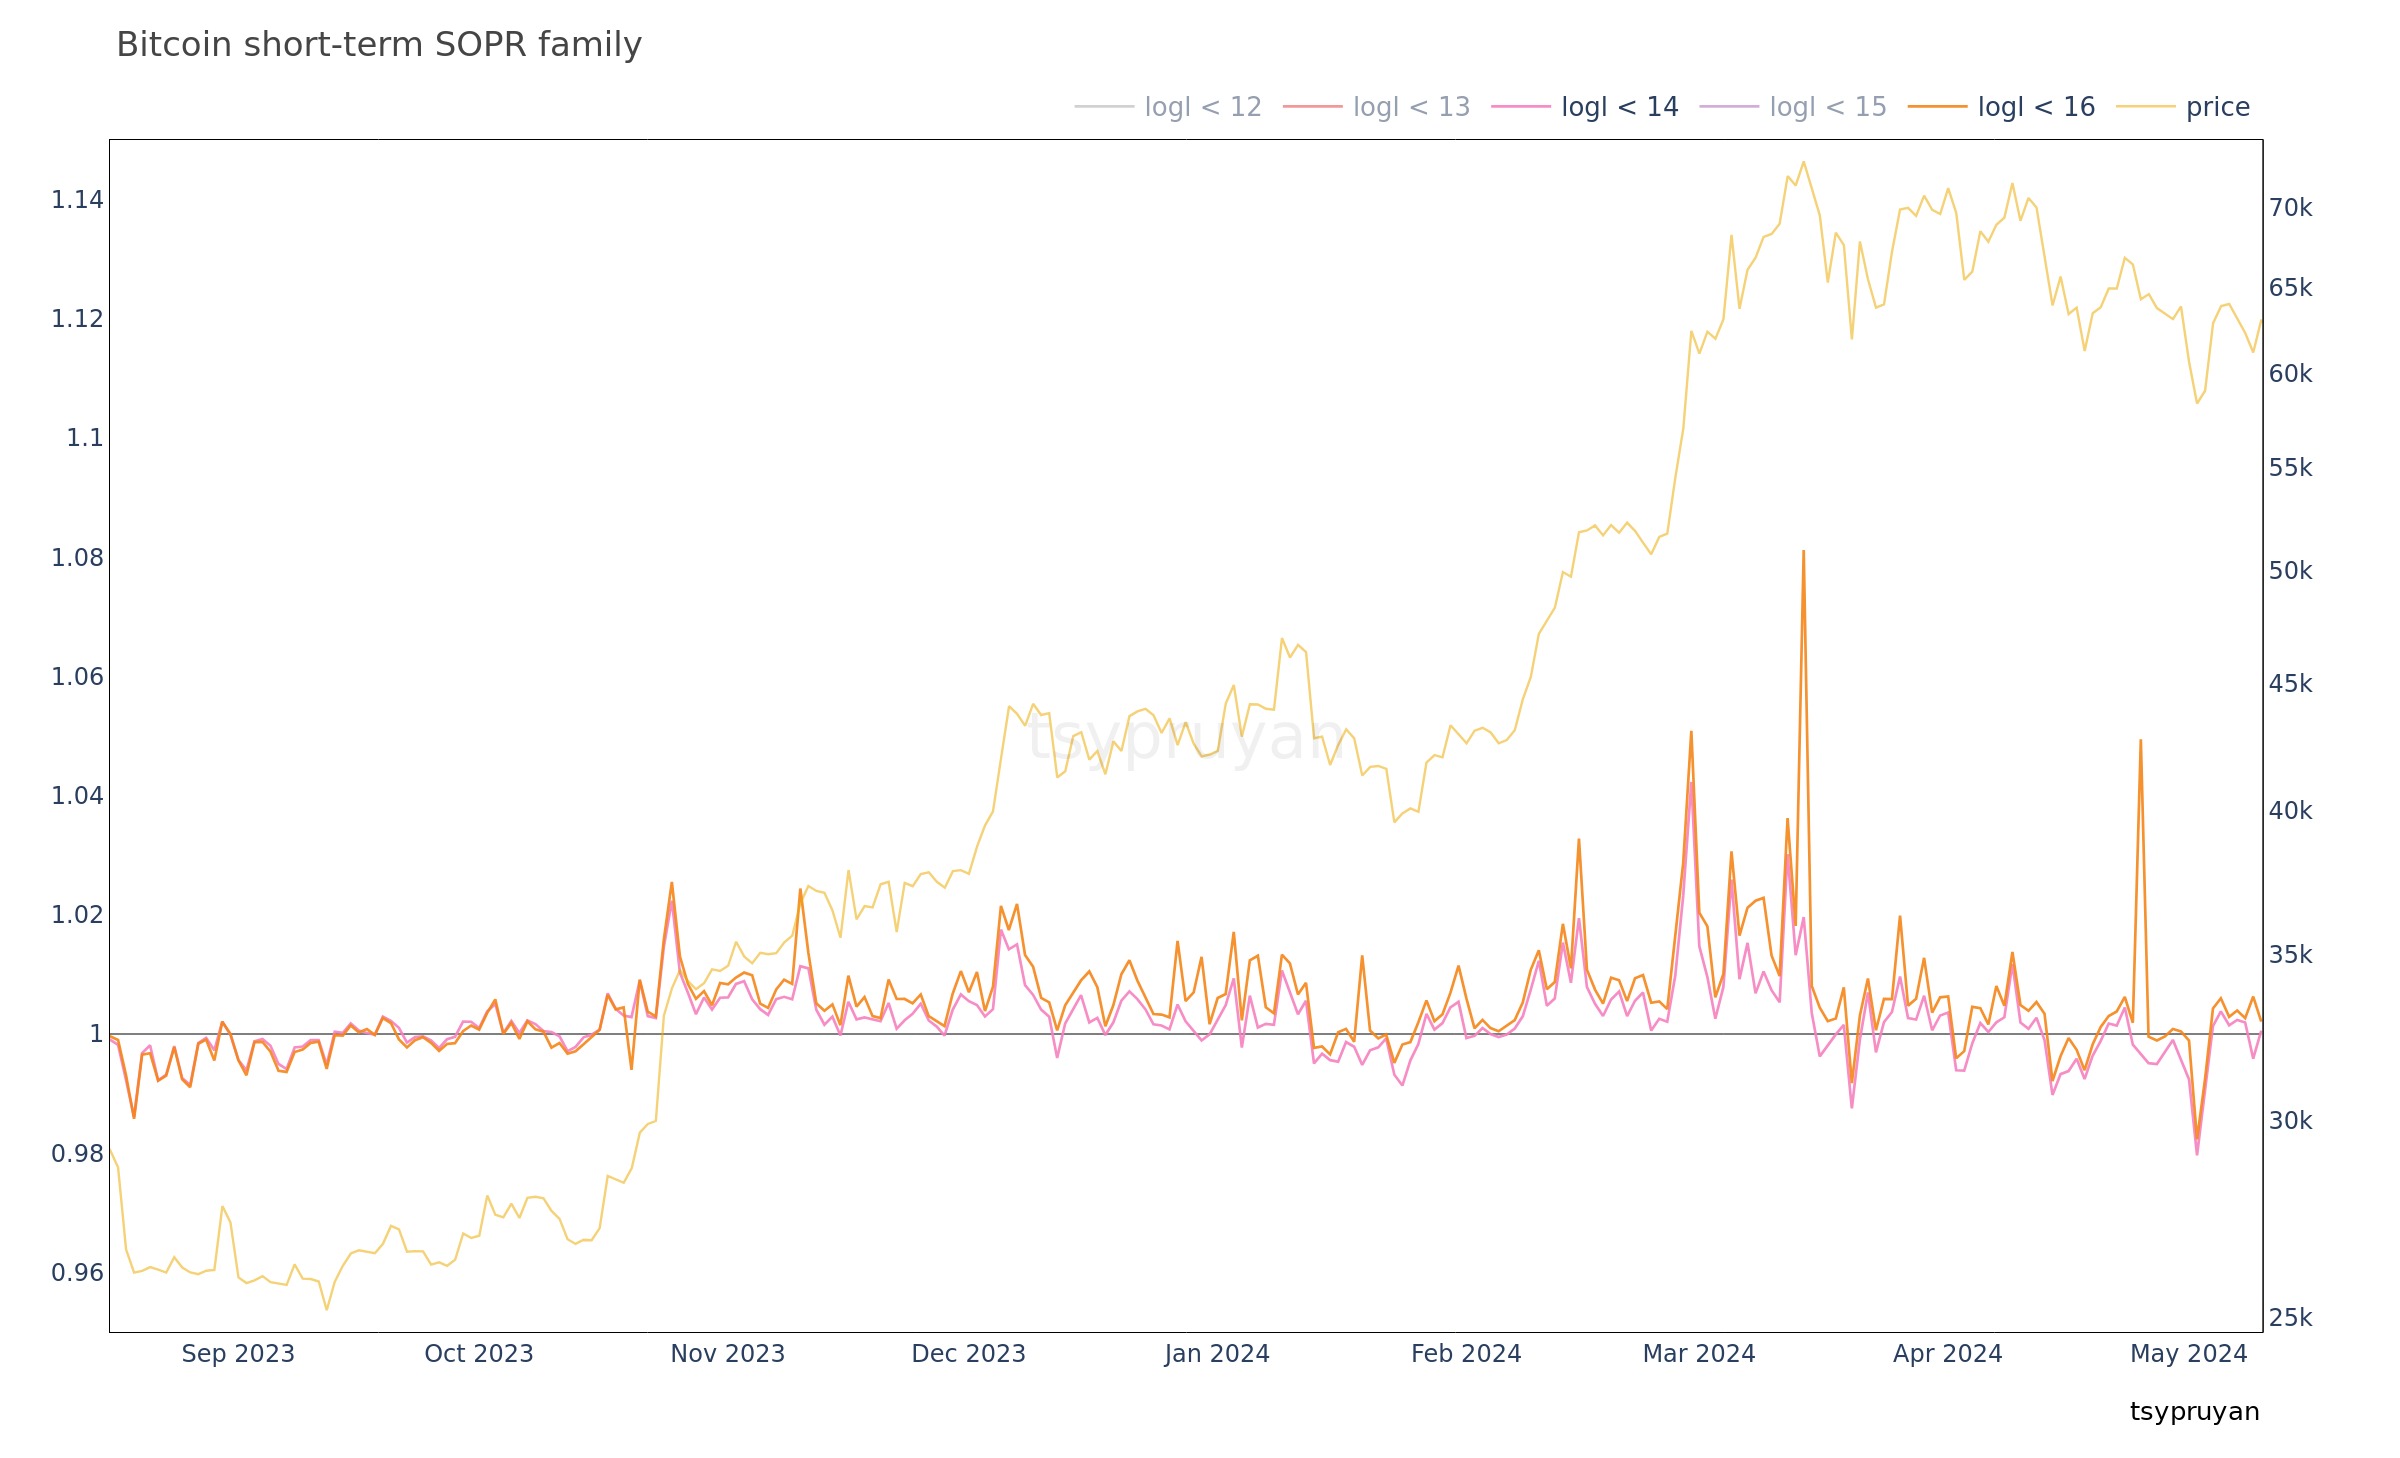 Bitcoin short-term SOPR family
logl < 12 logl < 13 logl < 14 logl < 15 logl < 16 price
1.14
1.12
1.1
1.08
1.06
1.04
1.02
1
0.98
0.96
70k
65k
60k
55k
50k
45k
40k
35k
30k
25k
tsypruyan
Sep 2023 Oct 2023 Nov 2023 Dec 2023 Jan 2024 Feb 2024 Mar 2024 Apr 2024 May 2024
tsypruyan